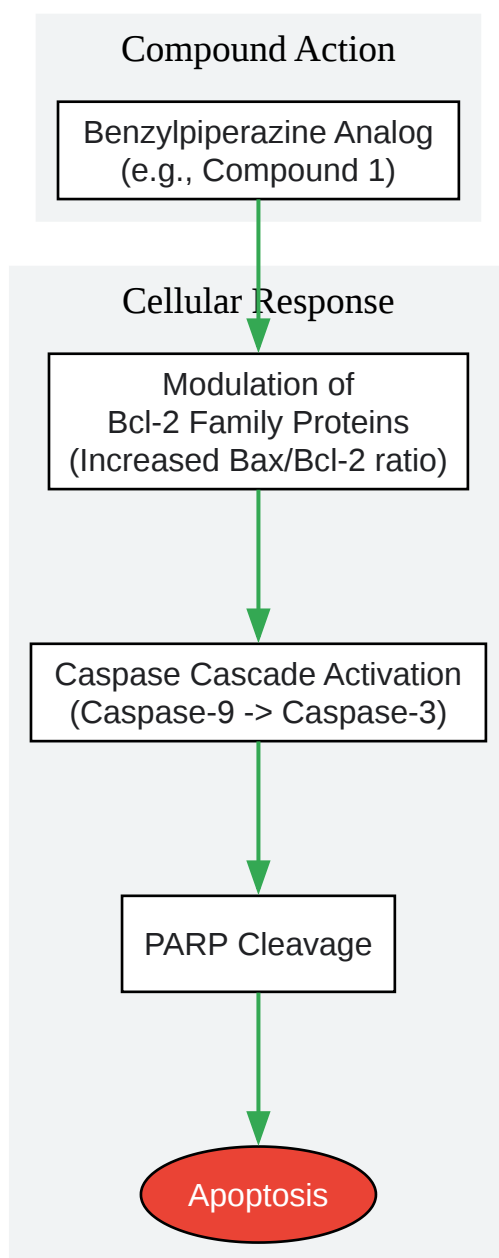 Compound Action
Benzylpiperazine Analog
(e.g., Compound 1)
Cellular Response
Modulation of
Bcl-2 Family Proteins
(Increased Bax/Bcl-2 ratio)
Caspase Cascade Activation
(Caspase-9 -> Caspase-3)
PARP Cleavage
Apoptosis